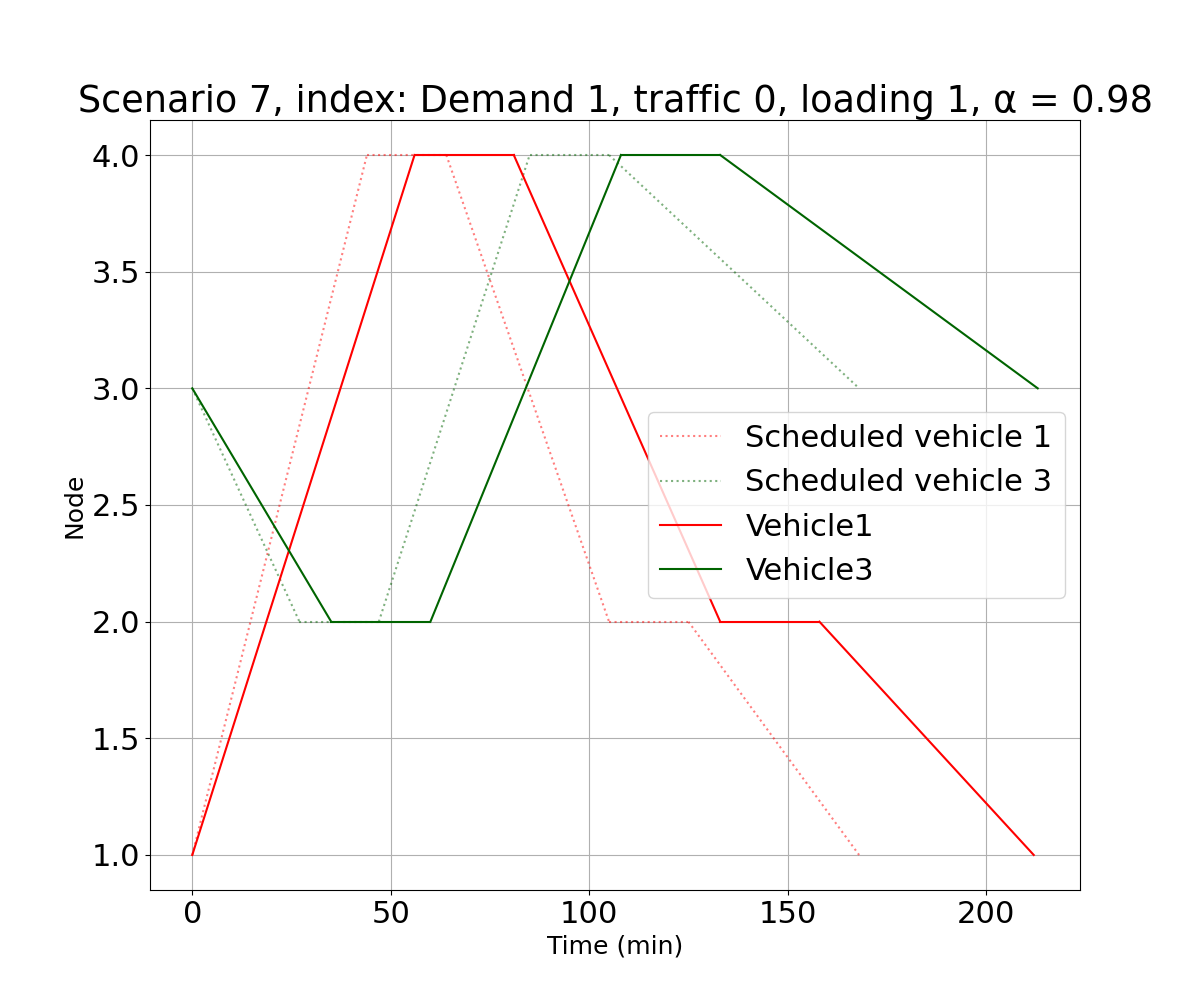 Scenario 7, index: Demand 1, traffic 0, loading 1, α = 0.98
4.0
3.5
3.0
2.5
2.0
1.5
1.0
Node
Scheduled vehicle 1
Scheduled vehicle 3
Vehicle1
Vehicle3
0 50 100 150 200
Time (min)